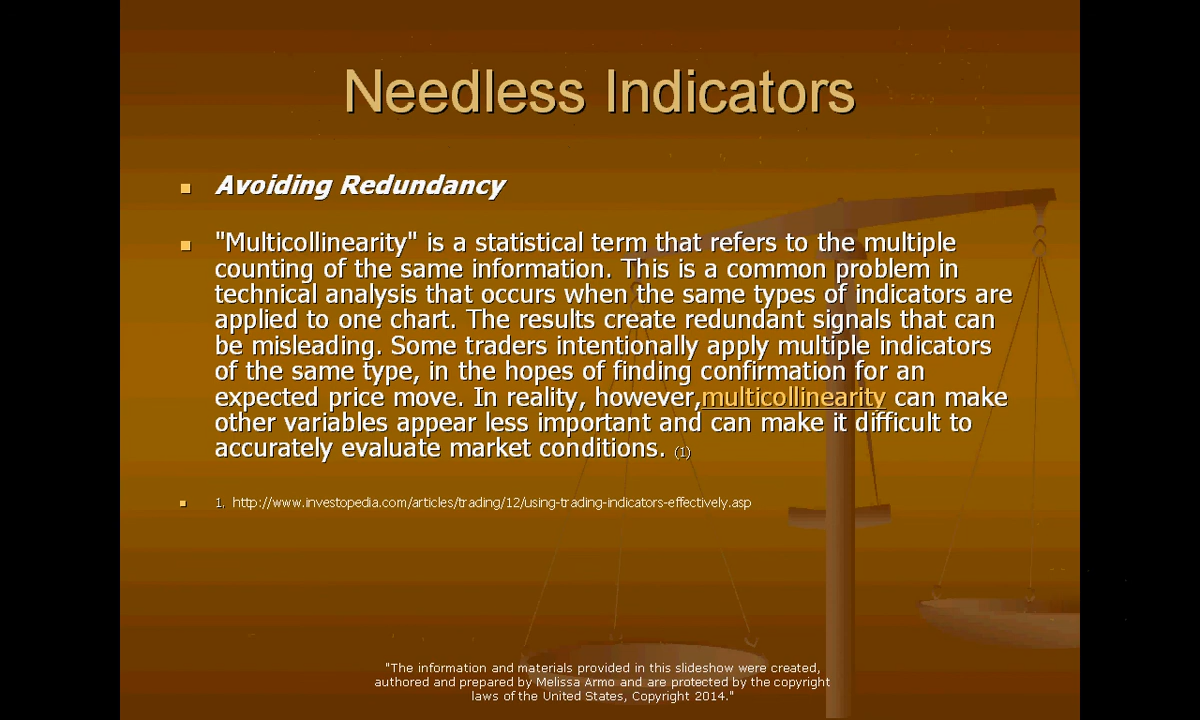 Needless Indicators
Avoiding Redundancy
"Multicollinearity" is a statistical term that refers to the multiple
counting of the same information. This is a common problem in
technical analysis that occurs when the same types of indicators are
applied to one chart. The results create redundant signals that can
be misleading. Some traders intentionally apply multiple indicators
of the same type, in the hopes of finding confirmation for an
expected price move. In reality, however,multicollinearity can make
other variables appear less important and can make it difficult to
accurately evaluate market conditions. (1)
1. http://www.investopedia.com/articles/trading/12/using-trading-indicators-effectively.asp
"The information and materials provided in this slideshow were created,
authored and prepared by Melissa Armo and are protected by the copyright
laws of the United States, Copyright 2014."